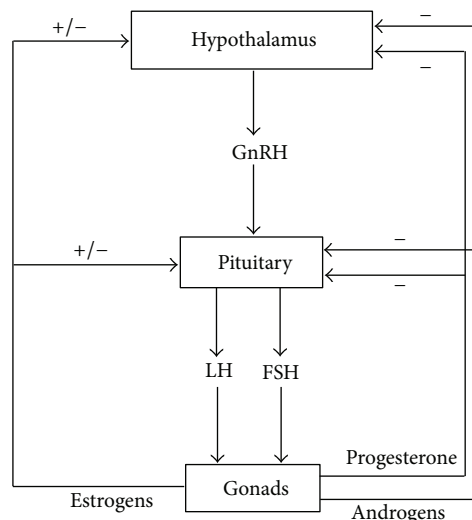 +/−
−
Hypothalamus
−
GnRH
+/−
−
Pituitary
−
LH
FSH
Progesterone
Estrogens
Gonads
Androgens